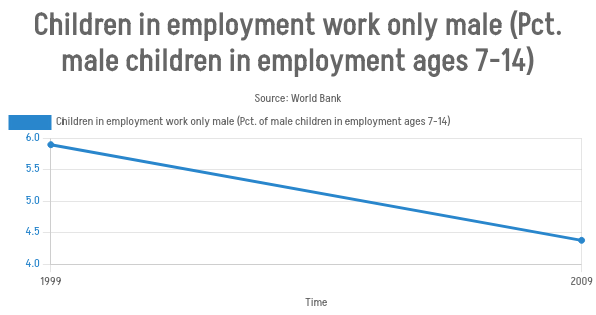 Children in employment work only male (Pct.
male children in employment ages 7-14)
Source: World Bank
Children in employment work only male (Pct. of male children in employment ages 7-14)
6.0
5.5
5.0
4.5
4.0
1999 2009
Time